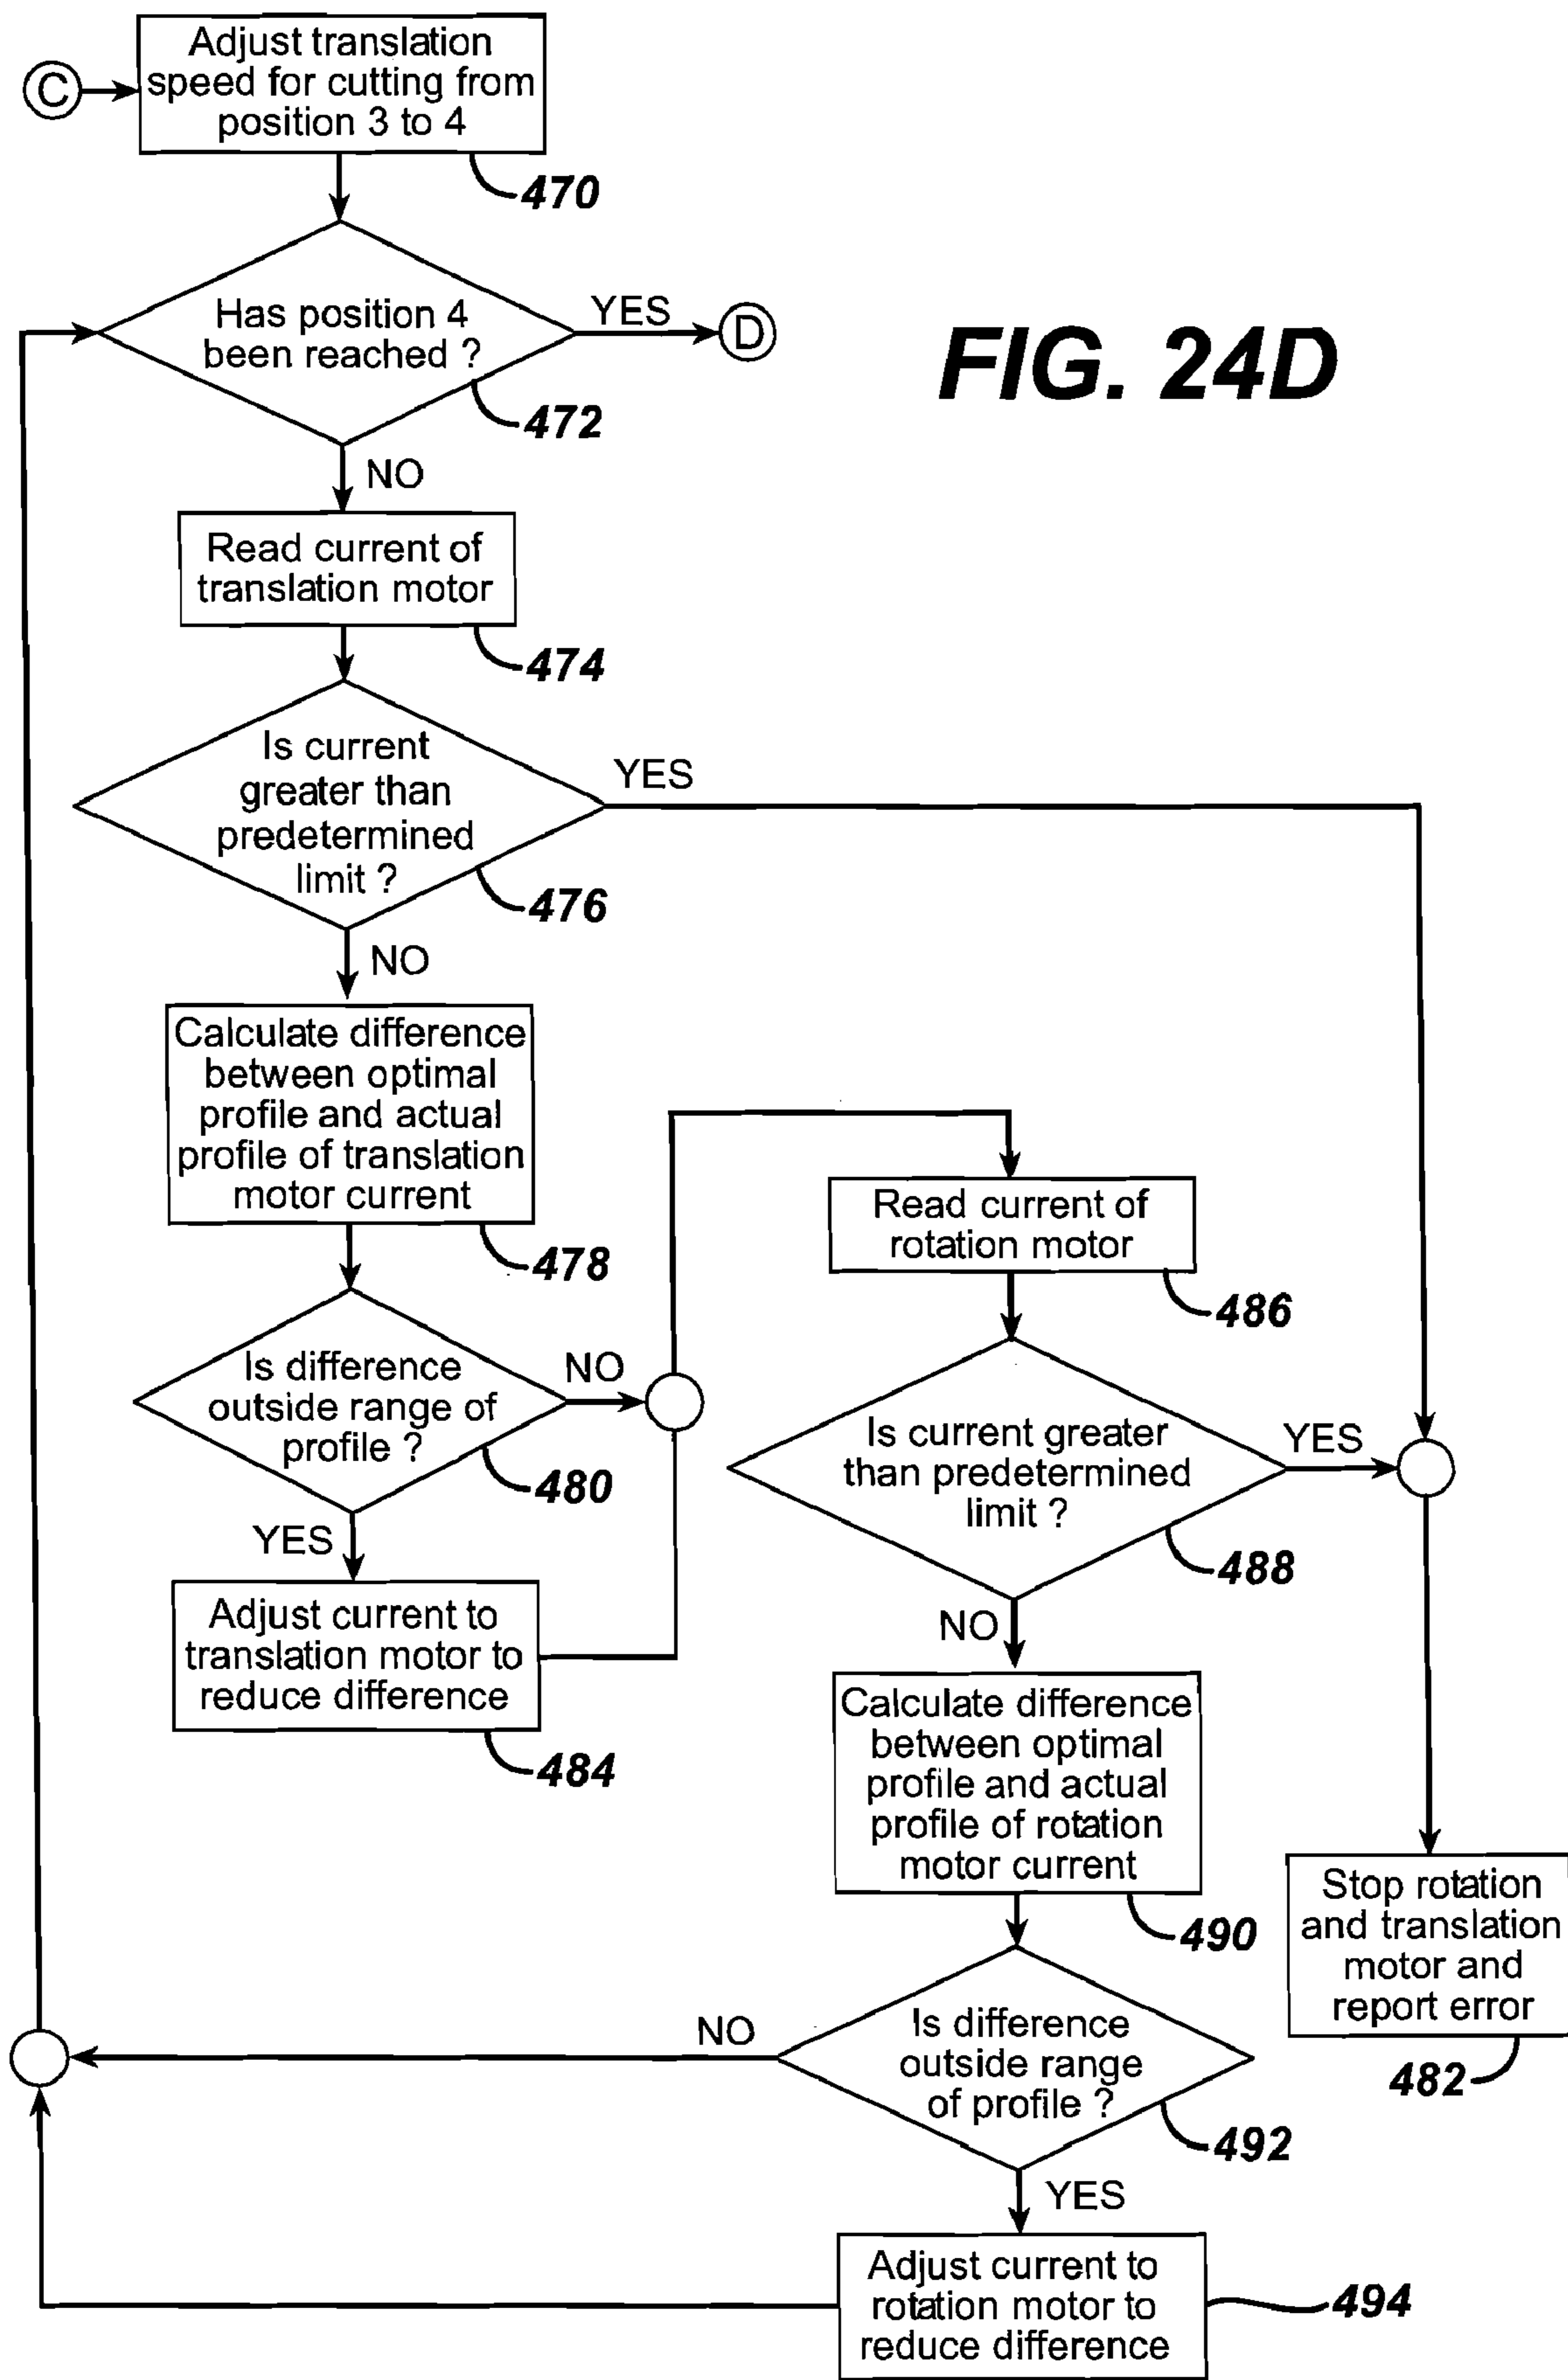 C
Adjust translation
speed for cutting from
position 3 to 4
470
Has position 4
been reached ?
YES
D
472
FIG. 24D
NO
Read current of
translation motor
474
Is current
greater than
predetermined
limit ?
YES
476
NO
Calculate difference
between optimal
profile and actual
profile of translation
motor current
478
Is difference
outside range of
profile ?
NO
480
YES
Adjust current to
translation motor to
reduce difference
484
Read current of
rotation motor
486
Is current greater
than predetermined
limit ?
YES
488
NO
Calculate difference
between optimal
profile and actual
profile of rotation
motor current
490
Stop rotation
and translation
motor and
report error
482
Is difference
outside range
of profile ?
NO
492
YES
Adjust current to
rotation motor to
reduce difference
494